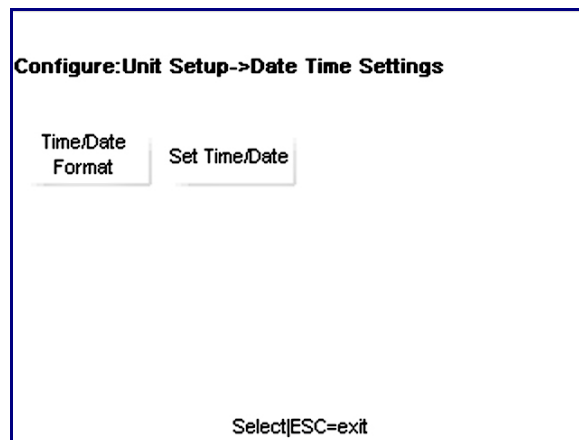 Configure:Unit Setup->Date Time Settings
Time/Date
Format
Set Time/Date
Select|ESC=exit